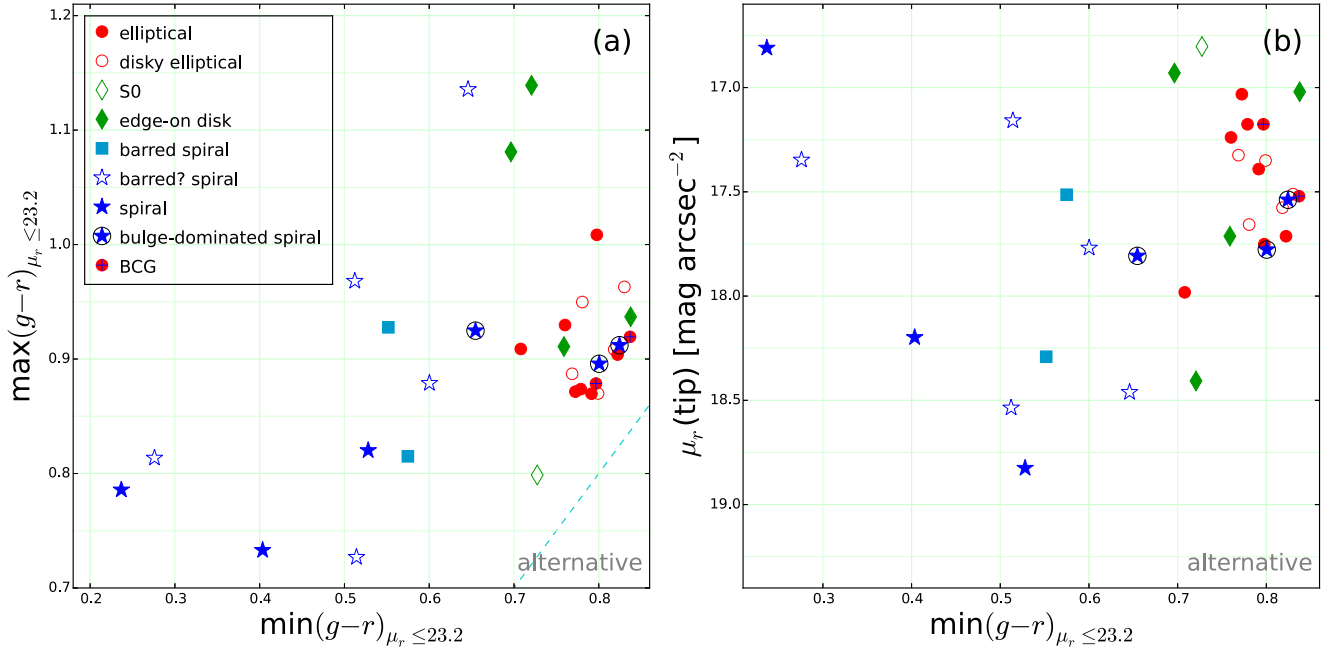 1.2
1.1
1.0
0.9
0.8
0.7
0.2 0.3 0.4 0.5 0.6 0.7 0.8
max(g−r)μr ≤23.2
min(g−r)μr ≤23.2
(a)
elliptical
disky elliptical
S0
edge-on disk
barred spiral
barred? spiral
spiral
bulge-dominated spiral
BCG
alternative
17.0
17.5
18.0
18.5
19.0
0.3 0.4 0.5 0.6 0.7 0.8
μr(tip) [mag arcsec−2]
min(g−r)μr ≤23.2
(b)
alternative